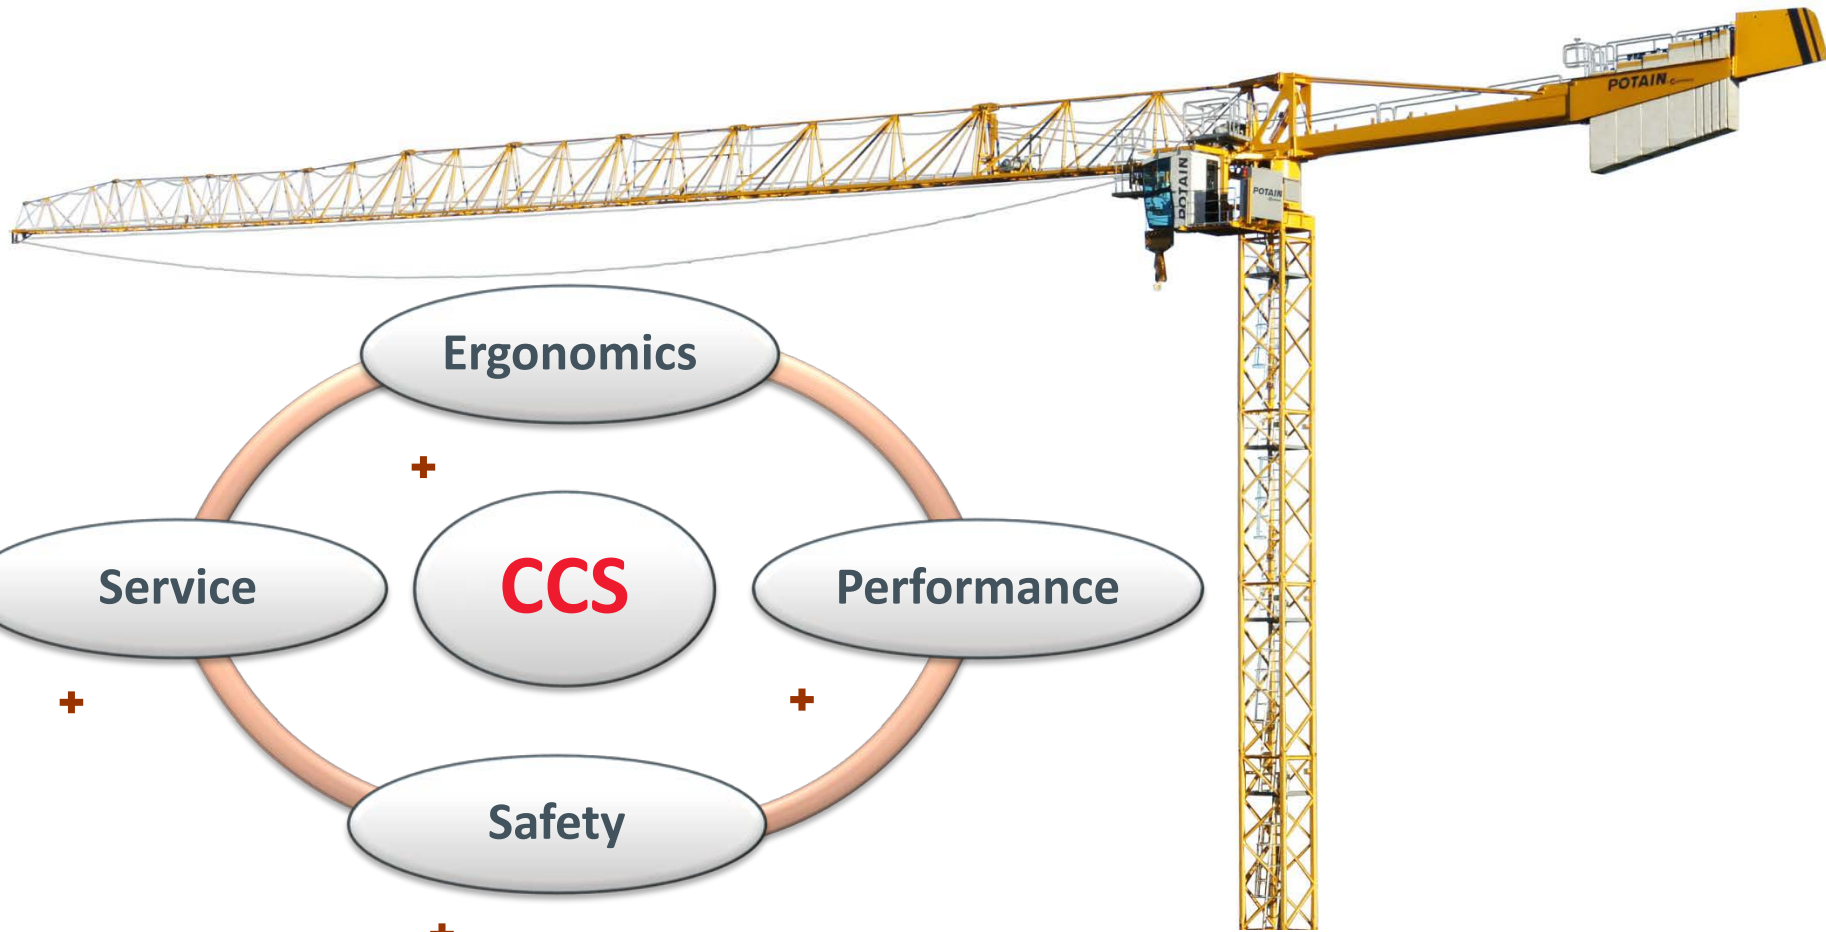 POTAIN
POTAIN
POTAIN
Ergonomics
+
Service
CCS
Performance
+
+
Safety
+